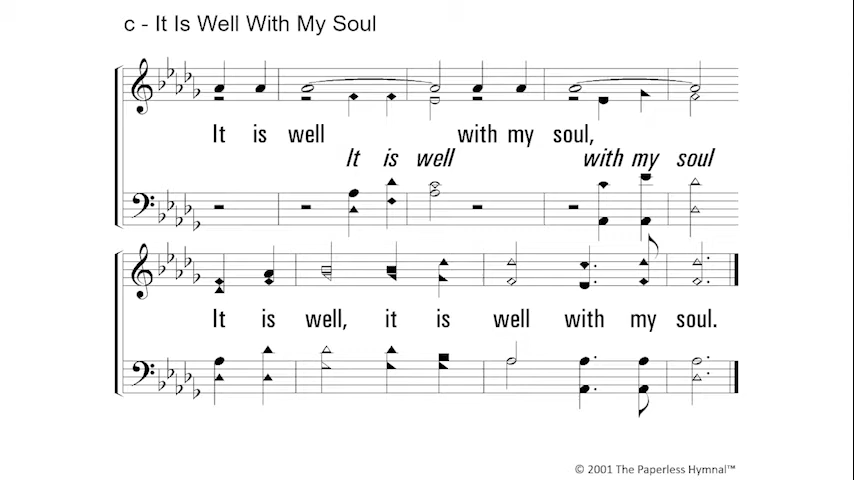 c - It Is Well With My Soul
It is well with my soul,
It is well with my soul
It is well, it is well with my soul.
© 2001 The Paperless Hymnal™